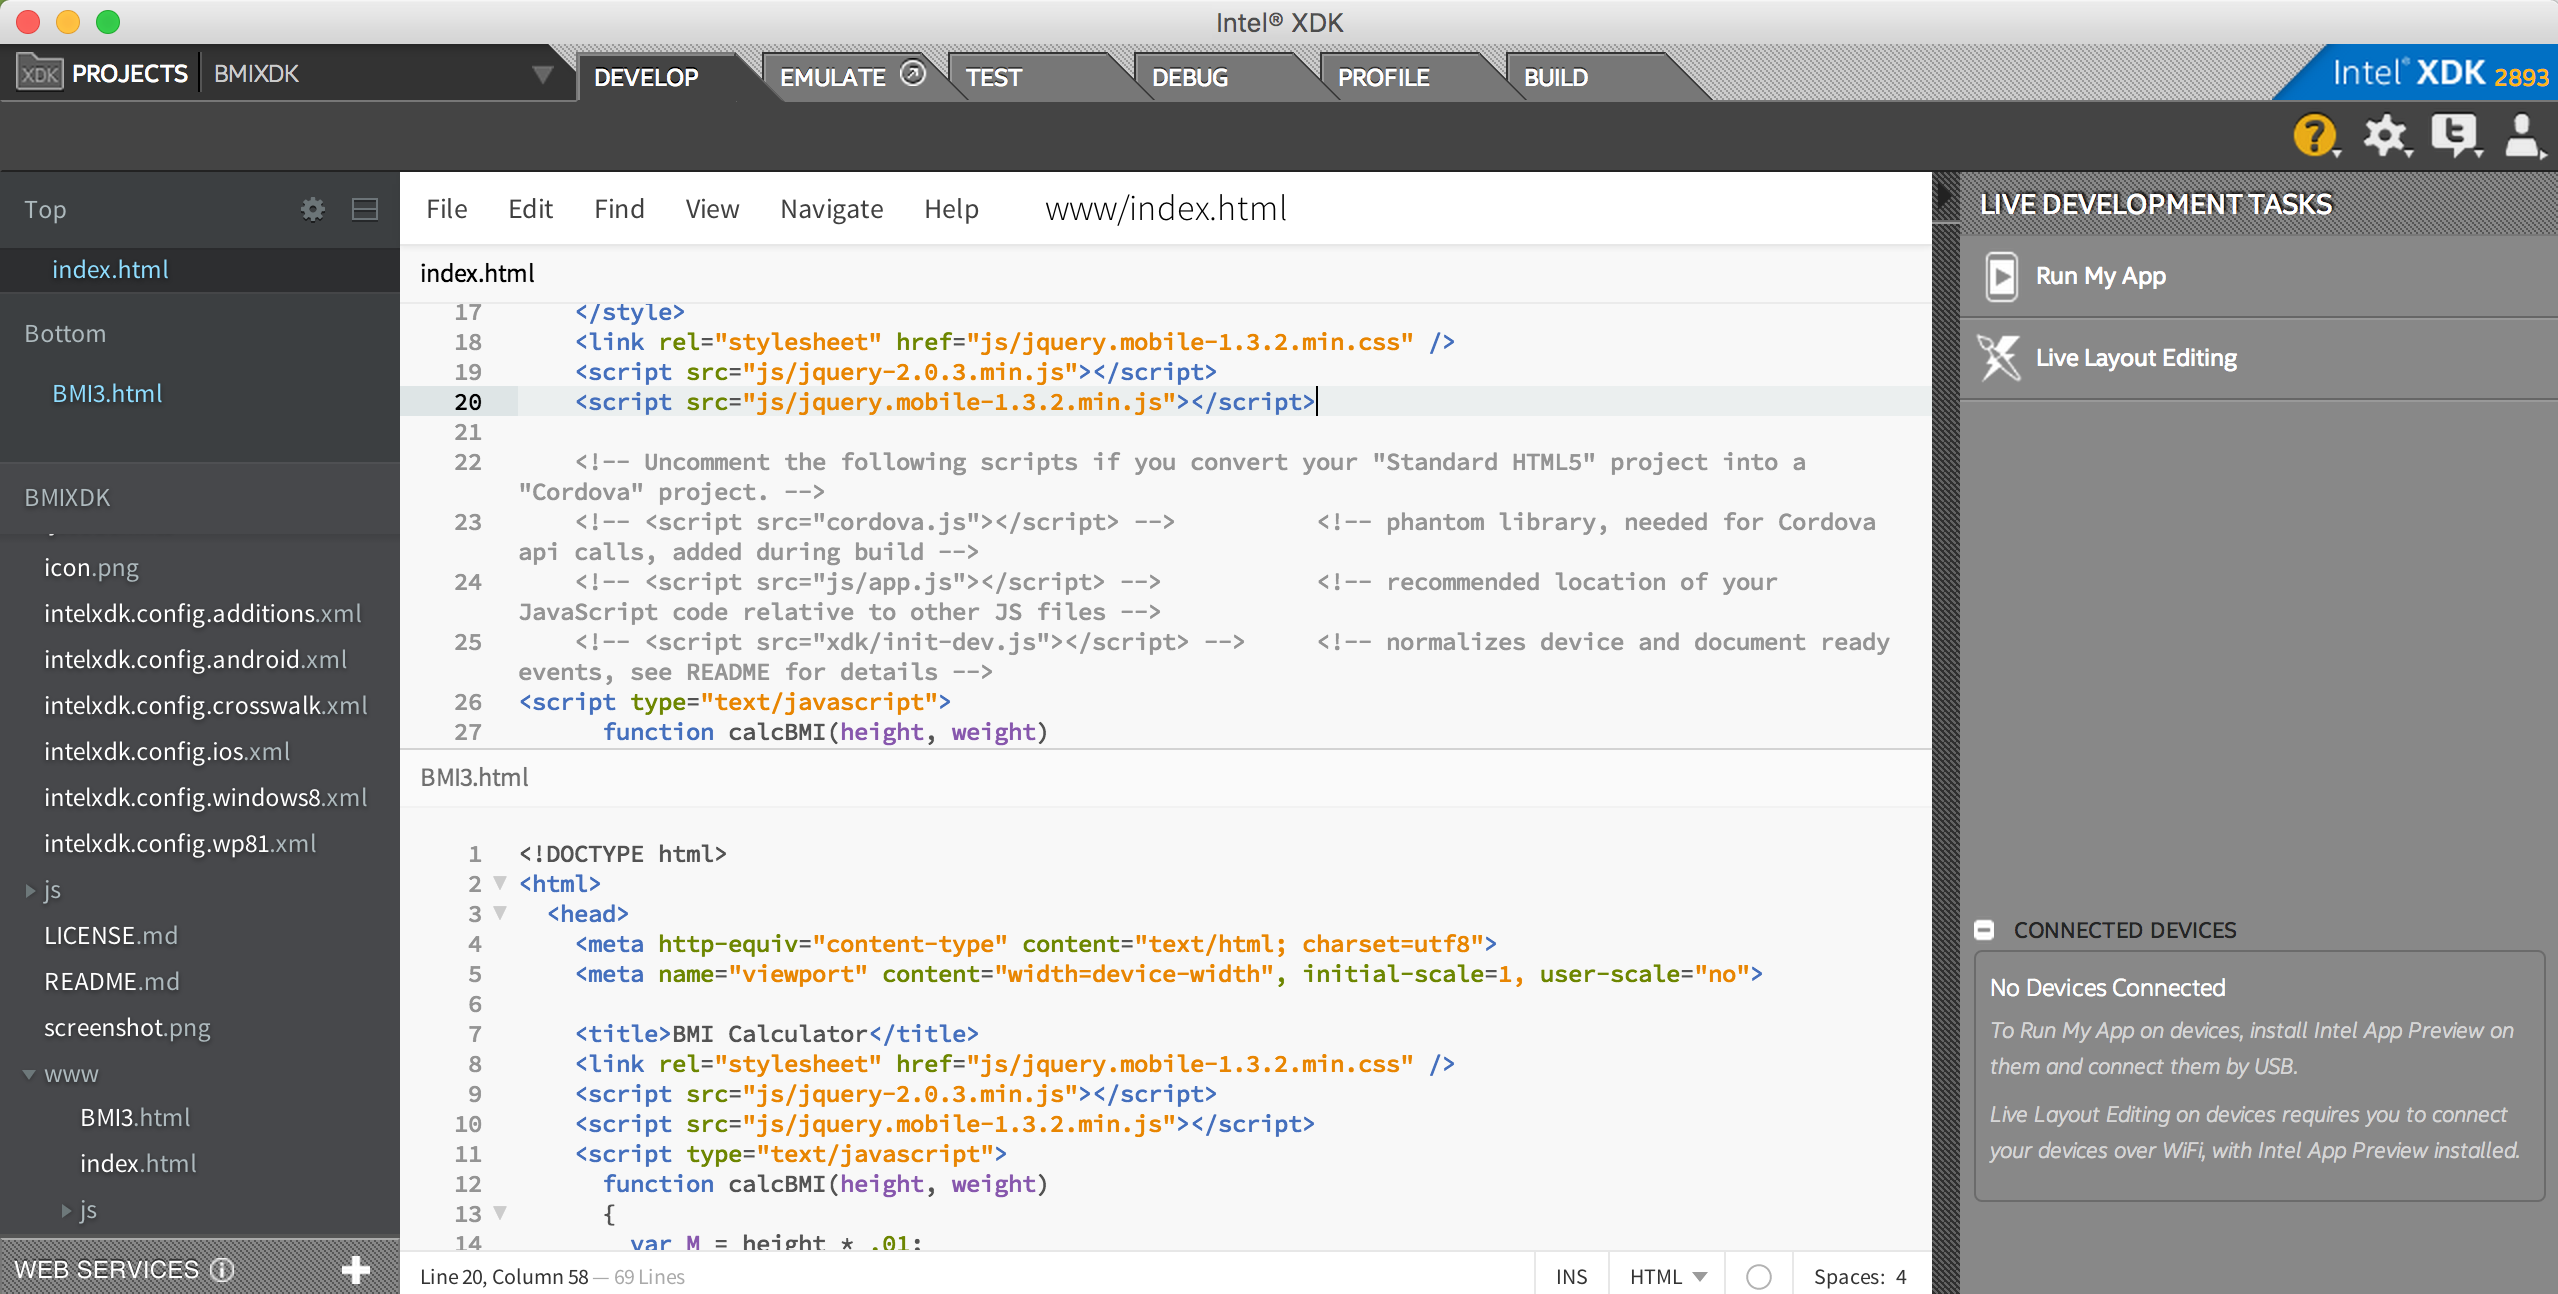 Intel® XDK
XDK PROJECTS BMIXDK
DEVELOP
EMULATE
TEST
DEBUG
PROFILE
BUILD
Intel® XDK 2893
Top
index.html
Bottom
BMI3.html
BMIXDK
icon.png
intelxdk.config.additions.xml
intelxdk.config.android.xml
intelxdk.config.crosswalk.xml
intelxdk.config.ios.xml
intelxdk.config.windows8.xml
intelxdk.config.wp81.xml
js
LICENSE.md
README.md
screenshot.png
www
BMI3.html
index.html
js
WEB SERVICES
File Edit Find View Navigate Help www/index.html
index.html
17 </style>
18 <link rel="stylesheet" href="js/jquery.mobile-1.3.2.min.css" />
19 <script src="js/jquery-2.0.3.min.js"></script>
20 <script src="js/jquery.mobile-1.3.2.min.js"></script>
21
22 <!-- Uncomment the following scripts if you convert your "Standard HTML5" project into a
"Cordova" project. -->
23 <!-- <script src="cordova.js"></script> --> <!-- phantom library, needed for Cordova
api calls, added during build -->
24 <!-- <script src="js/app.js"></script> --> <!-- recommended location of your
JavaScript code relative to other JS files -->
25 <!-- <script src="xdk/init-dev.js"></script> --> <!-- normalizes device and document ready
events, see README for details -->
26 <script type="text/javascript">
27 function calcBMI(height, weight)
BMI3.html
1 <!DOCTYPE html>
2 <html>
3 <head>
4 <meta http-equiv="content-type" content="text/html; charset=utf8">
5 <meta name="viewport" content="width=device-width", initial-scale=1, user-scale="no">
6
7 <title>BMI Calculator</title>
8 <link rel="stylesheet" href="js/jquery.mobile-1.3.2.min.css" />
9 <script src="js/jquery-2.0.3.min.js"></script>
10 <script src="js/jquery.mobile-1.3.2.min.js"></script>
11 <script type="text/javascript">
12 function calcBMI(height, weight)
13 {
14 var M = height * .01;
Line 20, Column 58 — 69 Lines
INS
HTML
Spaces: 4
LIVE DEVELOPMENT TASKS
Run My App
Live Layout Editing
CONNECTED DEVICES
No Devices Connected
To Run My App on devices, install Intel App Preview on
them and connect them by USB.
Live Layout Editing on devices requires you to connect
your devices over WiFi, with Intel App Preview installed.